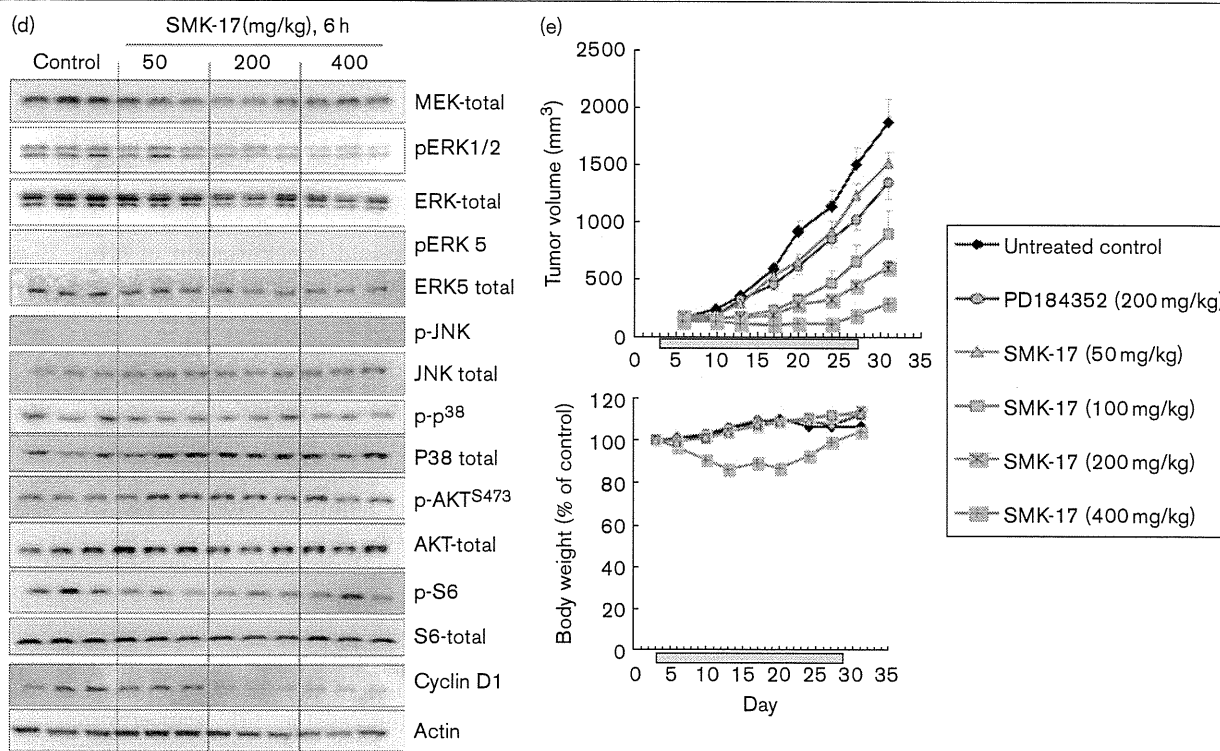 (d)
SMK-17(mg/kg), 6 h
Control 50 200 400
MEK-total
pERK1/2
ERK-total
pERK 5
ERK5 total
p-JNK
JNK total
p-p38
P38 total
p-AKTS473
AKT-total
p-S6
S6-total
Cyclin D1
Actin
(e)
Tumor volume (mm3)
2500
2000
1500
1000
500
0
0 5 10 15 20 25 30 35
Body weight (% of control)
120
100
80
60
40
20
0
0 5 10 15 20 25 30 35
Day
Untreated control
PD184352 (200 mg/kg)
SMK-17 (50 mg/kg)
SMK-17 (100 mg/kg)
SMK-17 (200 mg/kg)
SMK-17 (400 mg/kg)